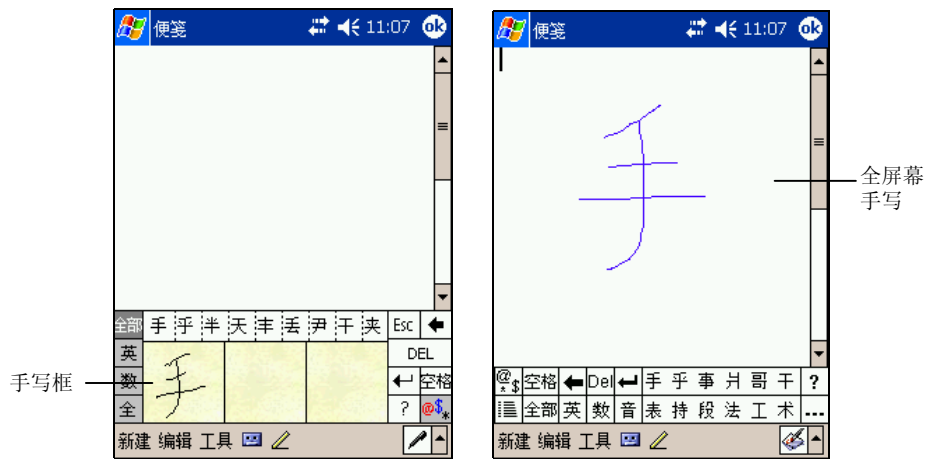 便笺 11:07 ok
全部 手 乎 半 天 丰 丢 尹 干 夹 Esc
英 DEL
数 手 空格
全 ? @$*
新建 编辑 工具
手写框
便笺 11:07 ok
手
全屏幕
手写
@*$ 空格 Del 手 乎 事 爿 哥 干 ?
全部 英 数 音 表 持 段 法 工 术 ...
新建 编辑 工具